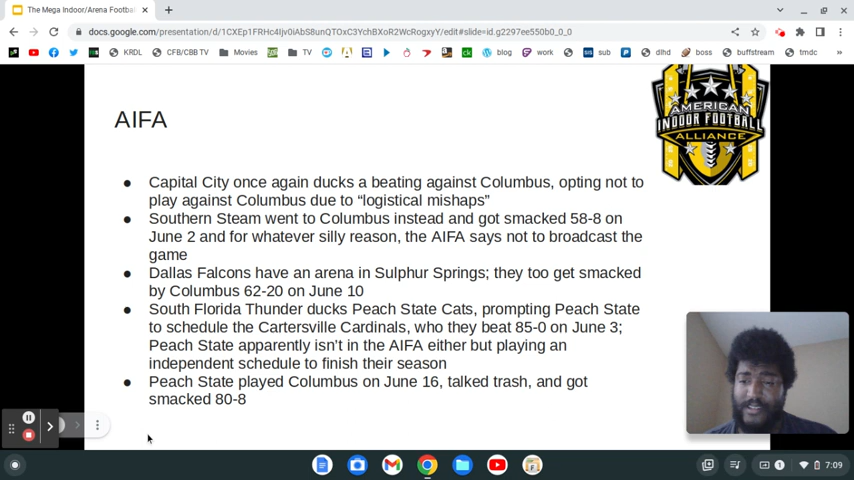 The Mega Indoor/Arena Footba
docs.google.com/presentation/d/1CXEp1FRHc4Ijv0iAbS8unQTOxC3YchBXoR2WcRogxyY/edit#slide=id.g2297ee550b0_0_0
KRDL CFB/CBB TV Movies TV blog work sub dlhd boss buffstream tmdc »
AIFA
AMERICAN
INDOOR FOOTBALL
ALLIANCE
● Capital City once again ducks a beating against Columbus, opting not to
play against Columbus due to “logistical mishaps”
● Southern Steam went to Columbus instead and got smacked 58-8 on
June 2 and for whatever silly reason, the AIFA says not to broadcast the
game
● Dallas Falcons have an arena in Sulphur Springs; they too get smacked
by Columbus 62-20 on June 10
● South Florida Thunder ducks Peach State Cats, prompting Peach State
to schedule the Cartersville Cardinals, who they beat 85-0 on June 3;
Peach State apparently isn’t in the AIFA either but playing an
independent schedule to finish their season
● Peach State played Columbus on June 16, talked trash, and got
smacked 80-8
1 7:09